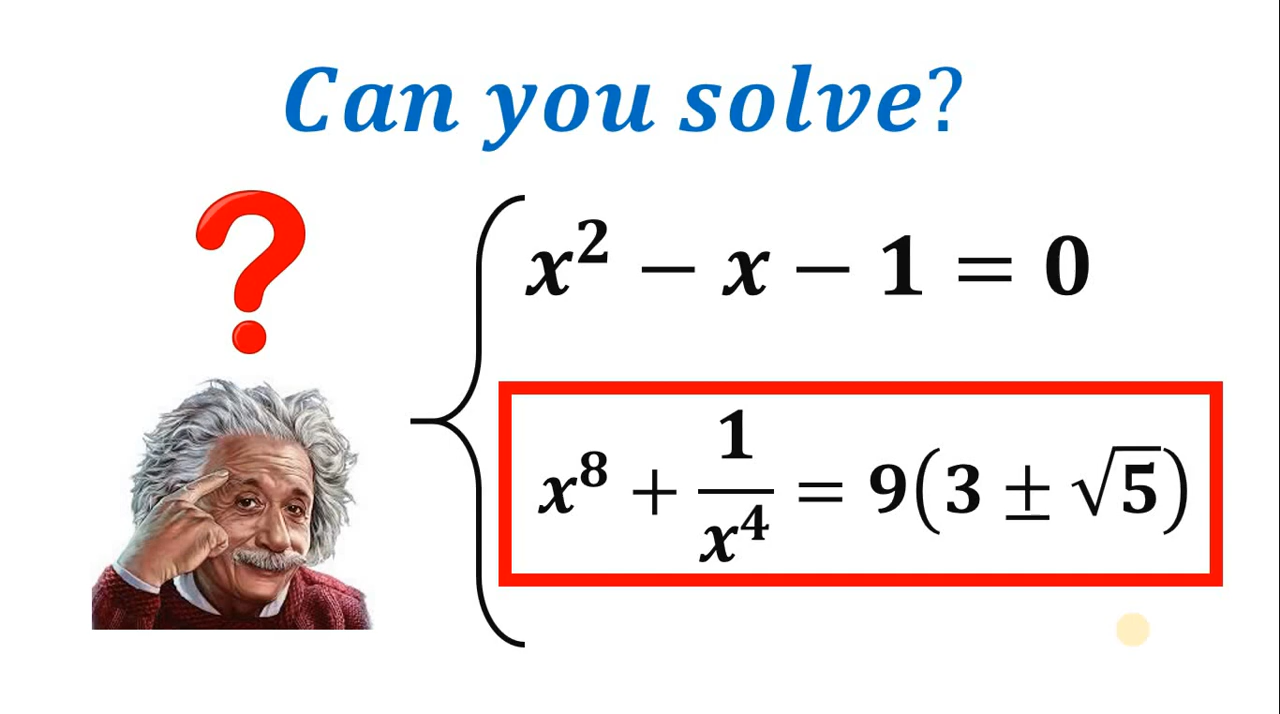 Can you solve?
❓
x² − x − 1 = 0
x⁸ + 1/x⁴ = 9(3 ± √5)